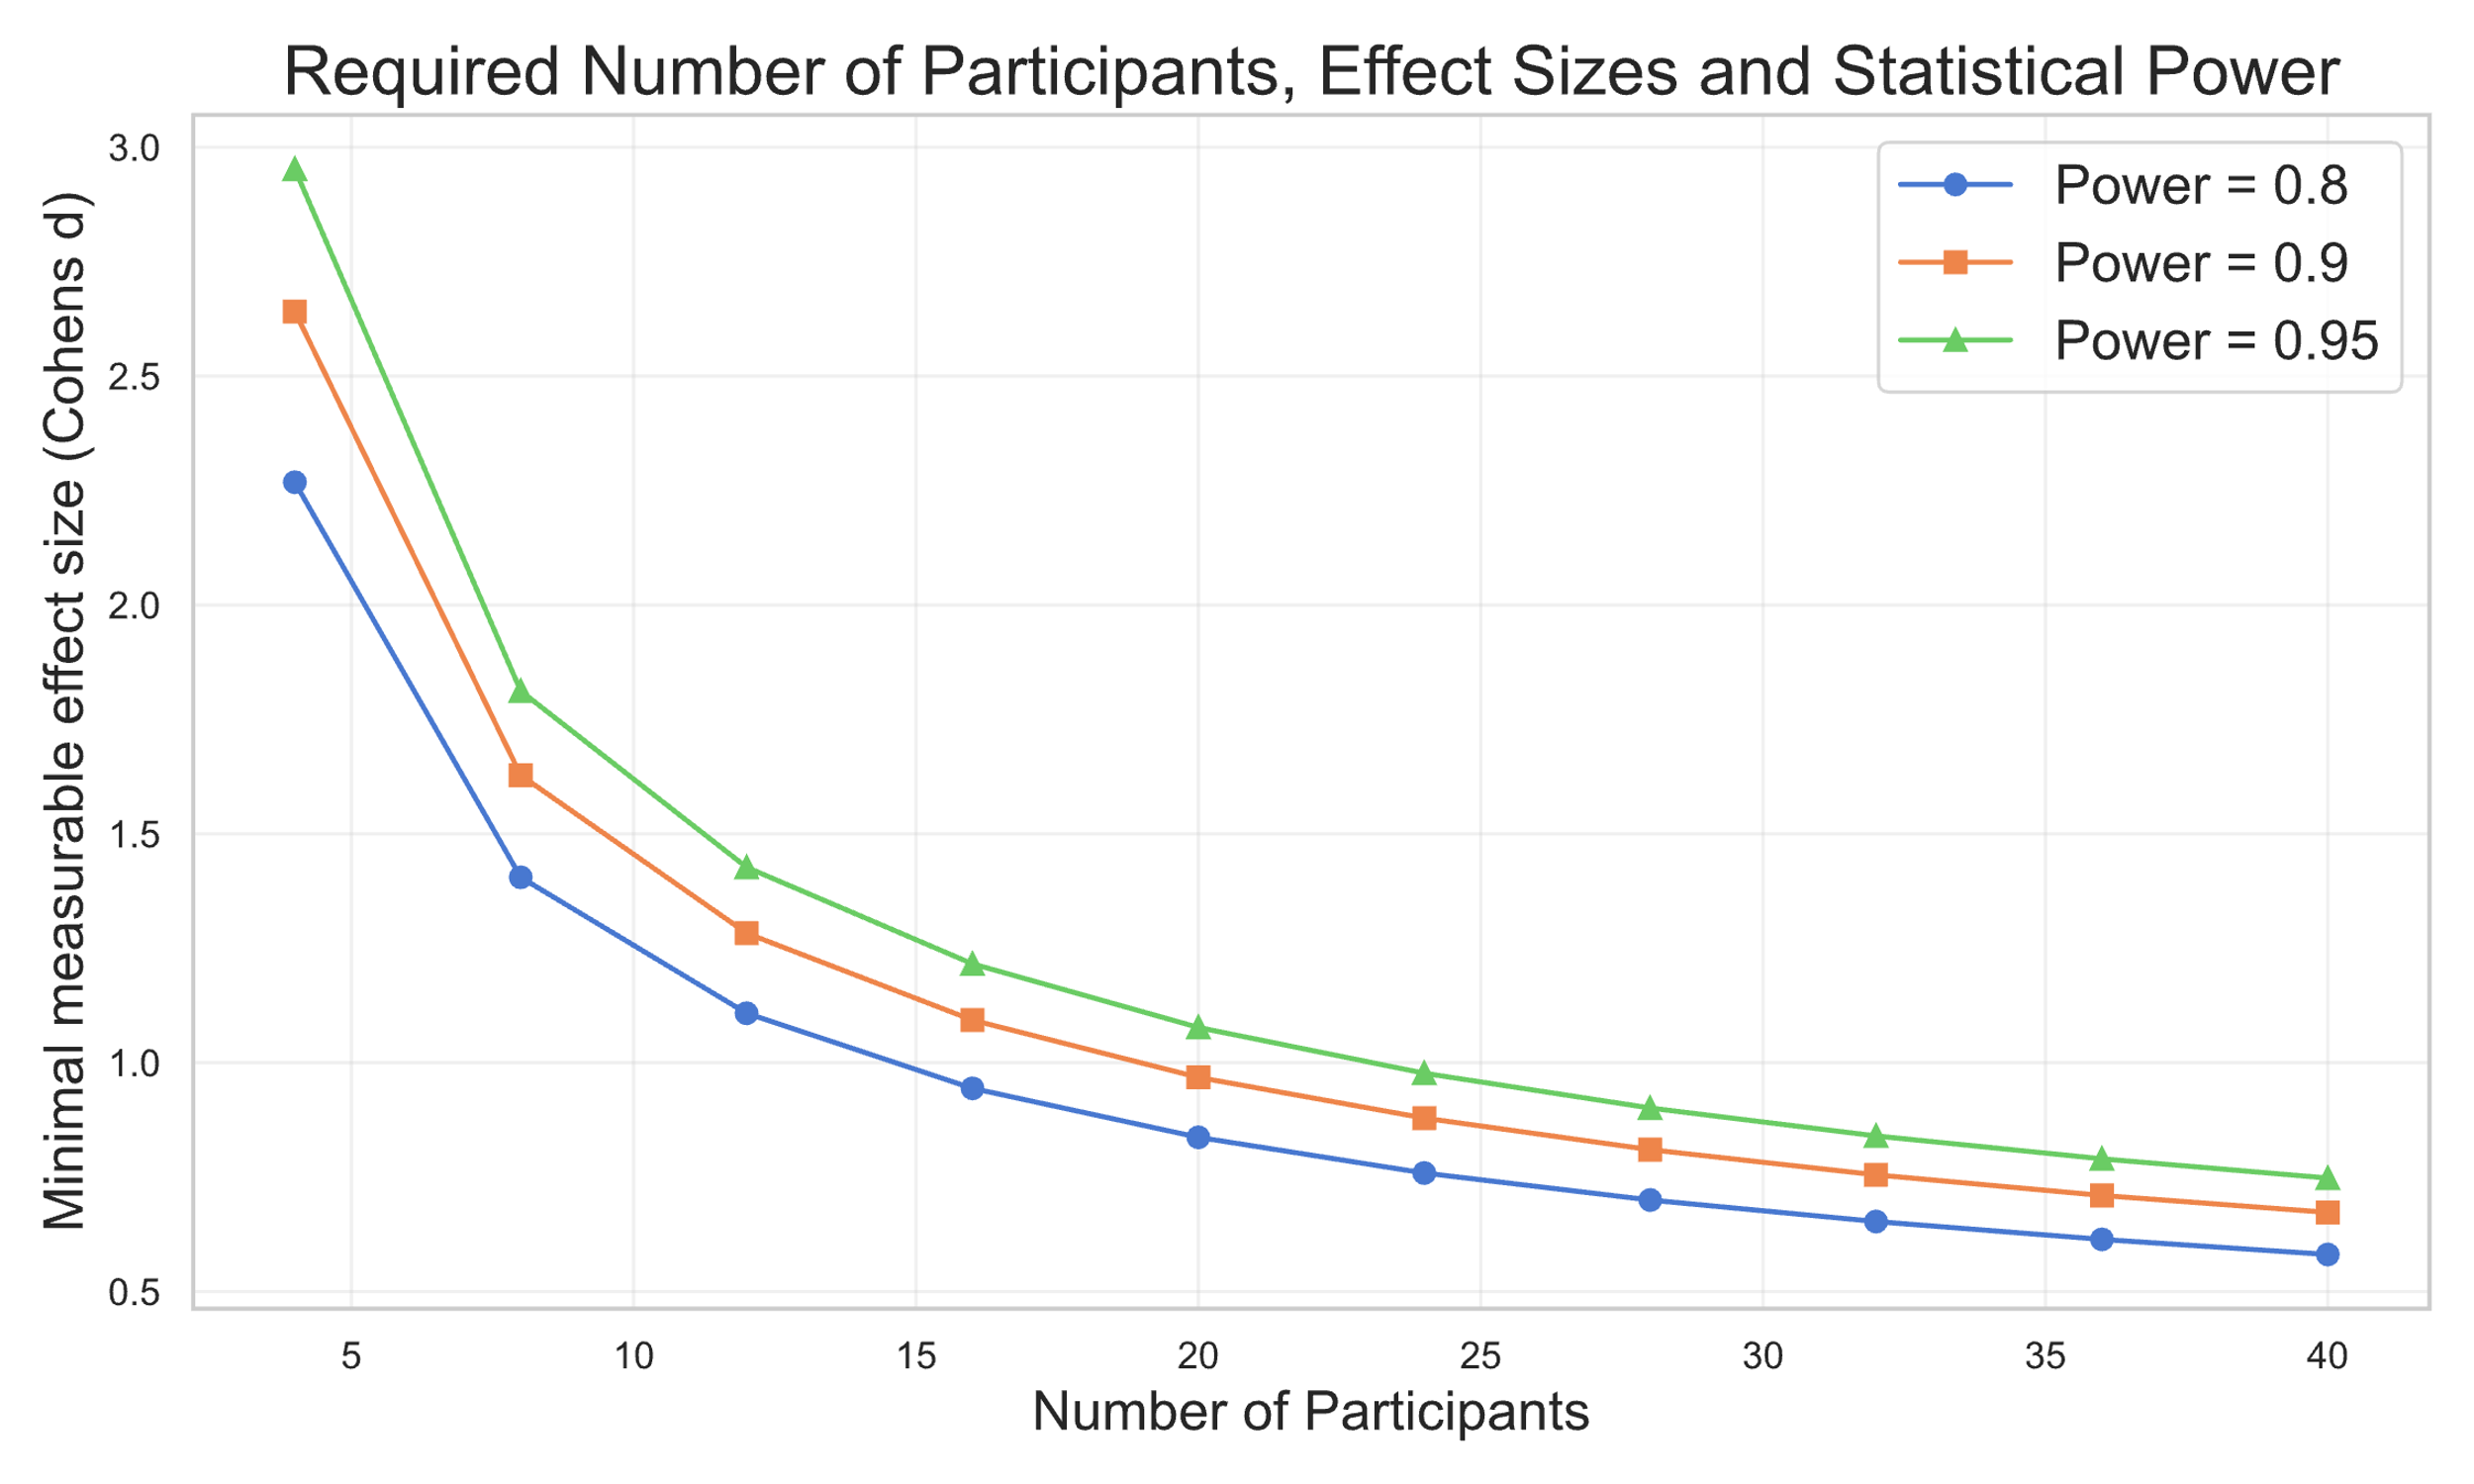 Required Number of Participants, Effect Sizes and Statistical Power
Minimal measurable effect size (Cohens d)
3.0
2.5
2.0
1.5
1.0
0.5
Power = 0.8
Power = 0.9
Power = 0.95
5 10 15 20 25 30 35 40
Number of Participants